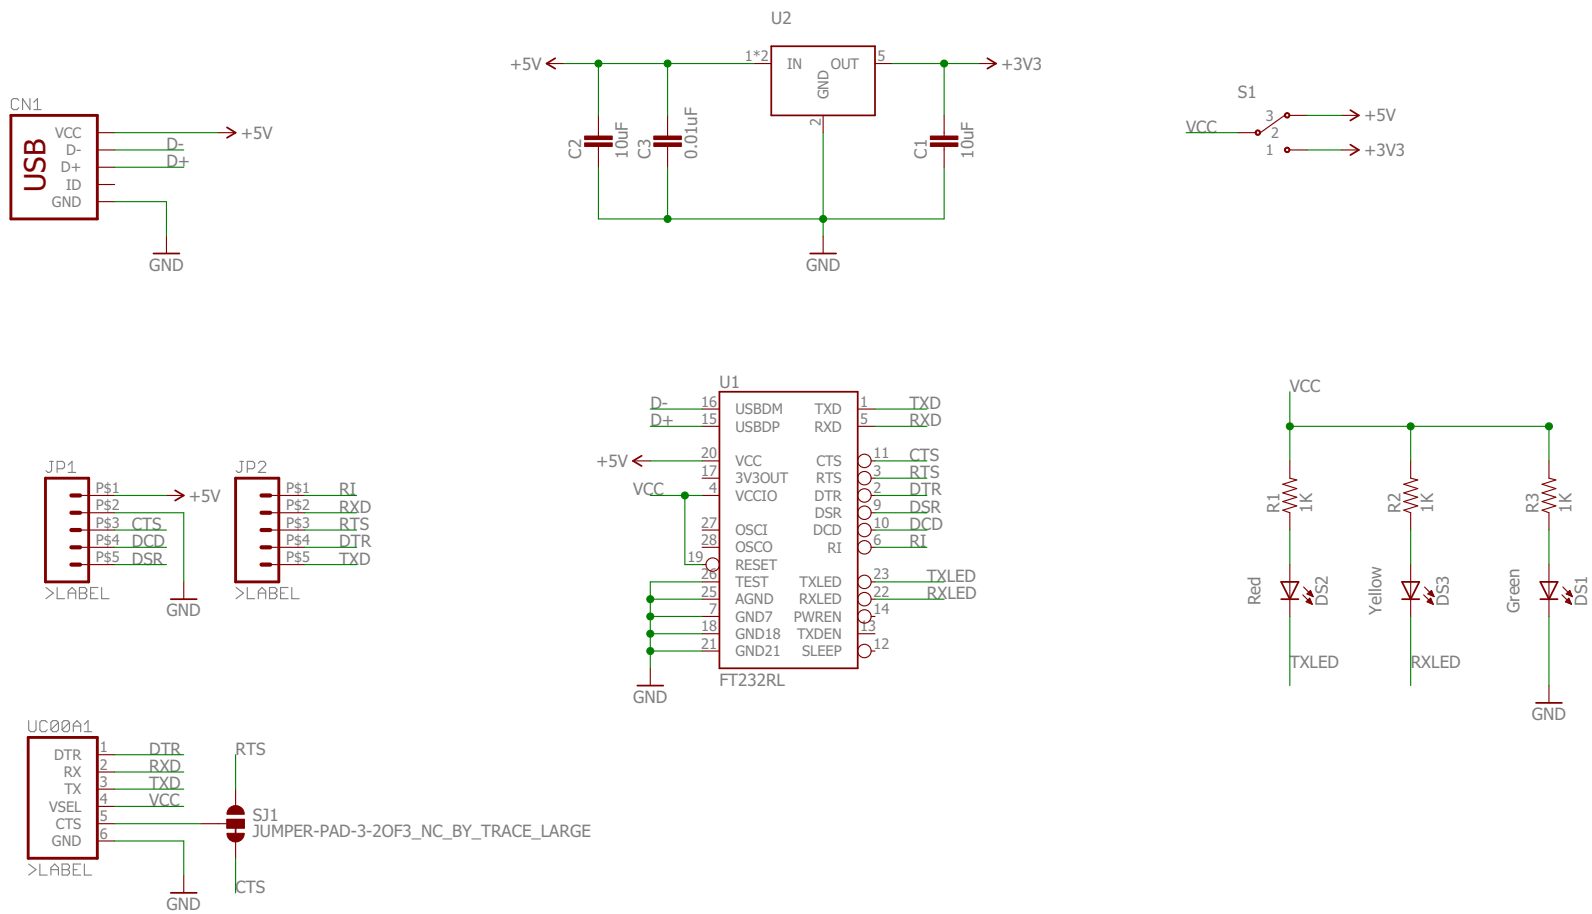 U2
+5V
1*2
IN
OUT
5
+3V3
GND
2
C2
10uF
C3
0.01uF
C1
10uF
GND
CN1
USB
VCC
+5V
D-
D-
D+
D+
ID
GND
GND
S1
VCC
3
+5V
2
1
+3V3
JP1
P$1
+5V
P$2
P$3
CTS
P$4
DCD
P$5
DSR
>LABEL
GND
JP2
P$1
RI
P$2
RXD
P$3
RTS
P$4
DTR
P$5
TXD
>LABEL
U1
D-
16
USBDM
TXD
1
TXD
D+
15
USBDP
RXD
5
RXD
+5V
20
VCC
CTS
11
CTS
17
3V3OUT
RTS
3
RTS
VCC
4
VCCIO
DTR
2
DTR
DSR
9
DSR
27
OSCI
DCD
10
DCD
28
OSCO
RI
6
RI
19
RESET
26
TEST
TXLED
23
TXLED
25
AGND
RXLED
22
RXLED
7
GND7
PWREN
14
18
GND18
TXDEN
13
21
GND21
SLEEP
12
FT232RL
GND
VCC
R1
1K
R2
1K
R3
1K
Red
DS2
Yellow
DS3
Green
DS1
TXLED
RXLED
GND
UC00A1
DTR
1
DTR
RX
2
RXD
TX
3
TXD
VSEL
4
VCC
CTS
5
GND
6
>LABEL
GND
RTS
SJ1
JUMPER-PAD-3-2OF3_NC_BY_TRACE_LARGE
CTS